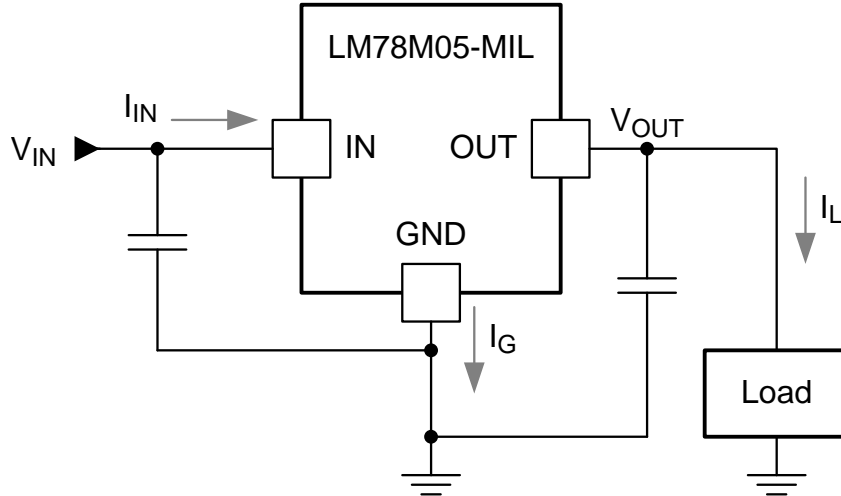 LM78M05-MIL
I_IN
V_IN
IN
OUT
V_OUT
GND
I_L
I_G
Load